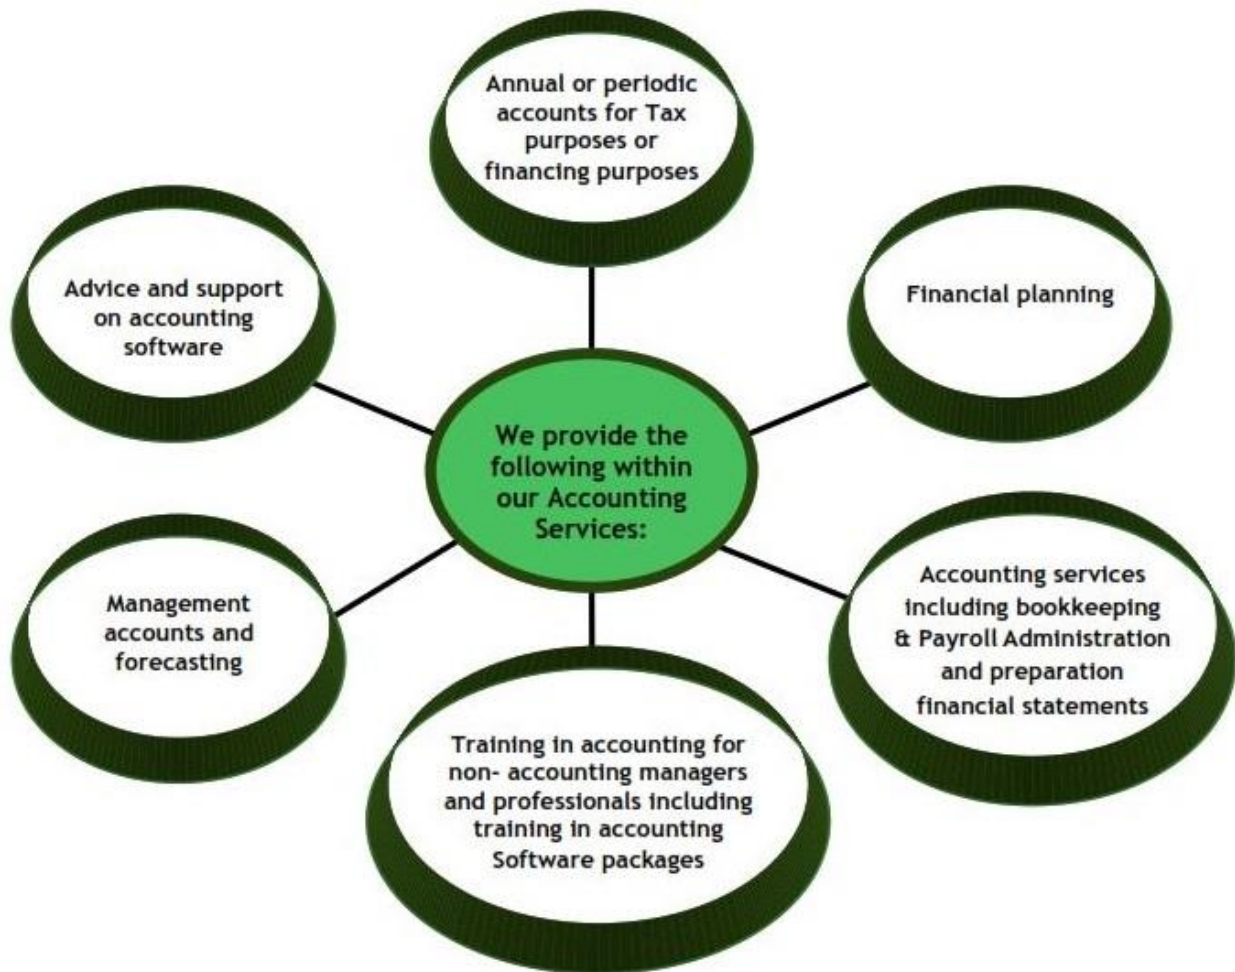 Annual or periodic
accounts for Tax
purposes or
financing purposes
Advice and support
on accounting
software
Financial planning
We provide the
following within
our Accounting
Services:
Management
accounts and
forecasting
Accounting services
including bookkeeping
& Payroll Administration
and preparation
financial statements
Training in accounting for
non- accounting managers
and professionals including
training in accounting
Software packages